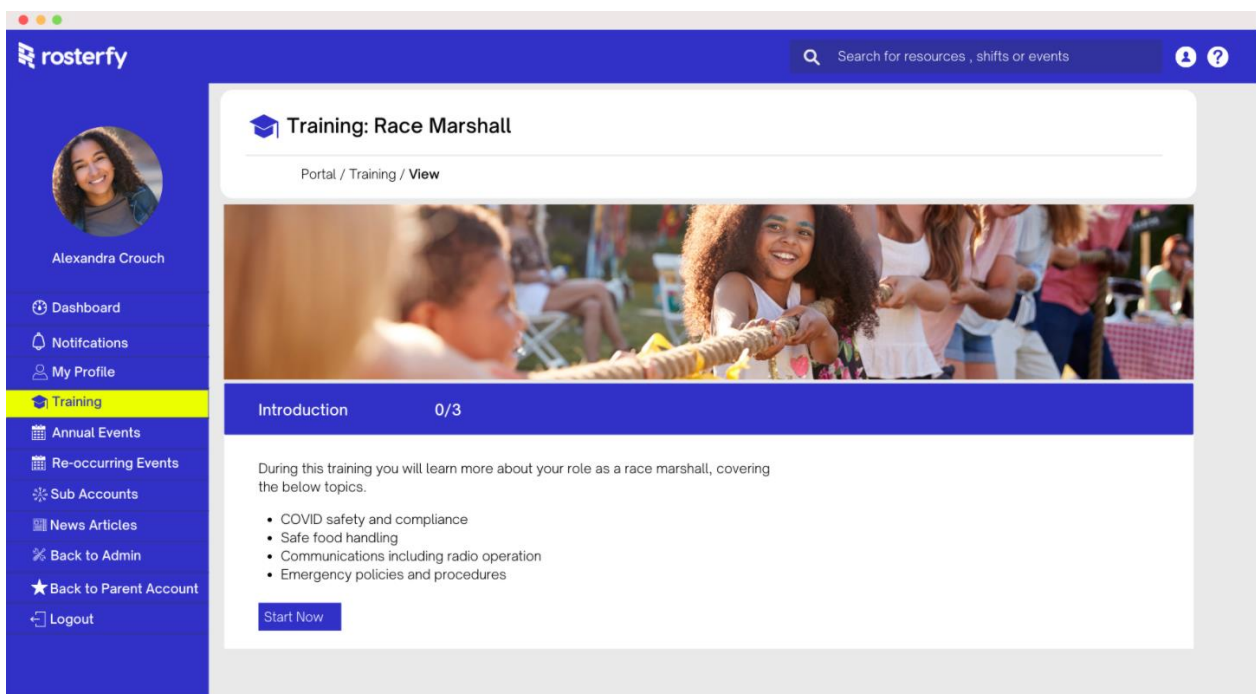 rosterfy
Search for resources , shifts or events
Alexandra Crouch
Dashboard
Notifcations
My Profile
Training
Annual Events
Re-occurring Events
Sub Accounts
News Articles
Back to Admin
Back to Parent Account
Logout
Training: Race Marshall
Portal / Training / View
Introduction 0/3
During this training you will learn more about your role as a race marshall, covering
the below topics.
• COVID safety and compliance
• Safe food handling
• Communications including radio operation
• Emergency policies and procedures
Start Now